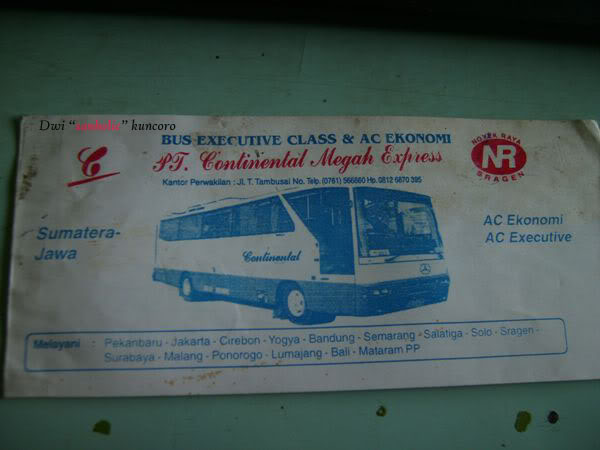 Dwi "sambelis" kuncoro
BUS EXECUTIVE CLASS & AC EKONOMI
C
PT. Continental Megah Express
NOYEK RAYA
NR
SRAGEN
Kantor Perwakilan : Jl. T. Tambusai No. Telp. (0761) 566660 Hp. 0812 6870 395
Sumatera-
Jawa
AC Ekonomi
AC Executive
Continental
Melayani : Pekanbaru - Jakarta - Cirebon - Yogya - Bandung - Semarang - Salatiga - Solo - Sragen -
Surabaya - Malang - Ponorogo - Lumajang - Bali - Mataram PP